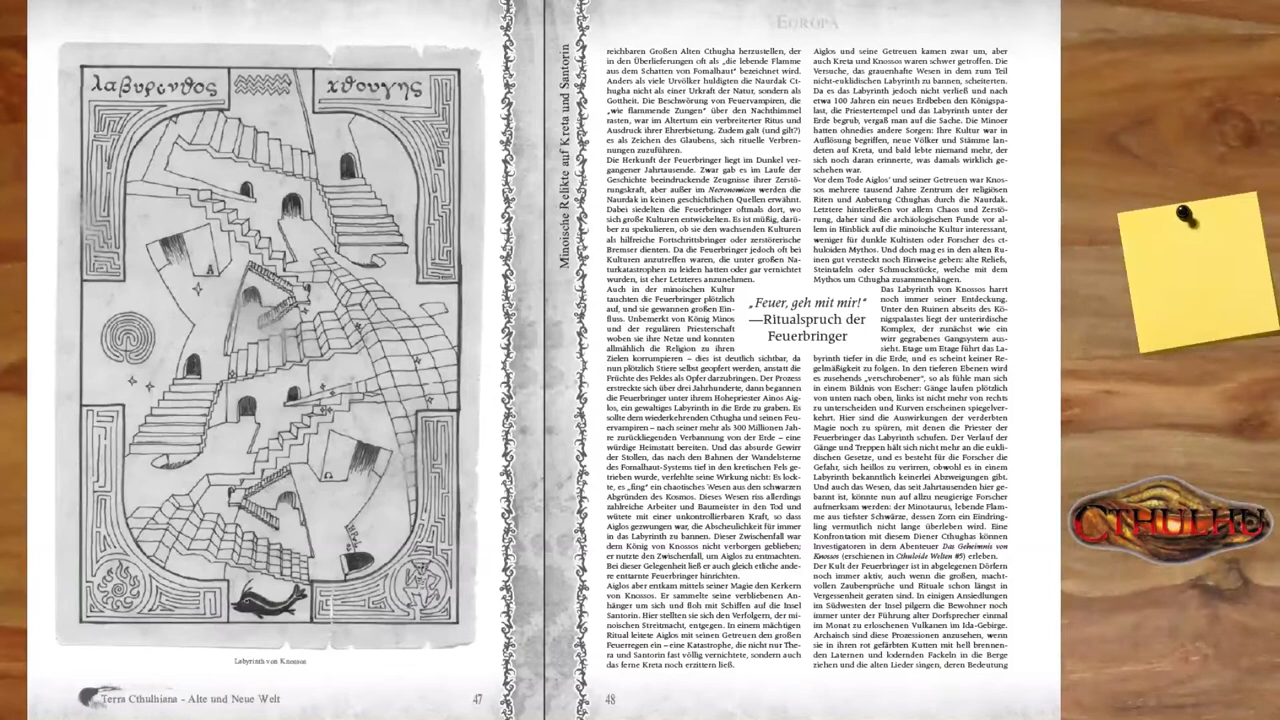 λαβυρινθος
χθουγης
Labyrinth von Knossos
Terra Cthulhiana – Alte und Neue Welt
47
Europa
Minoische Relikte auf Kreta und Santorin
reichbaren Großen Alten Cthugha herzustellen, der
in den Überlieferungen oft als „die lebende Flamme
aus dem Schatten von Fomalhaut“ bezeichnet wird.
Anders als viele Urvölker huldigten die Naurdak Ct-
hugha nicht als einer Urkraft der Natur, sondern als
Gottheit. Die Beschwörung von Feuervampiren, die
„wie flammende Zungen“ über den Nachthimmel
rasten, war im Altertum ein verbreiteter Ritus und
Ausdruck ihrer Ehrerbietung. Zudem galt (und gilt?)
es als Zeichen des Glaubens, sich rituelle Verbren-
nungen zuzuführen.
Die Herkunft der Feuerbringer liegt im Dunkel ver-
gangener Jahrtausende. Zwar gab es im Laufe der
Geschichte beeindruckende Zeugnisse ihrer Zerstö-
rungskraft, aber außer im Necronomicon werden die
Naurdak in keinen geschichtlichen Quellen erwähnt.
Dabei siedelten die Feuerbringer oftmals dort, wo
sich große Kulturen entwickelten. Es ist müßig, darü-
ber zu spekulieren, ob sie den wachsenden Kulturen
als hilfreiche Fortschrittsbringer oder zerstörerische
Bremser dienten. Da die Feuerbringer jedoch oft bei
Kulturen anzutreffen waren, die unter großen Na-
turkatastrophen zu leiden hatten oder gar vernichtet
wurden, ist eher Letzteres anzunehmen.
Auch in der minoischen Kultur
tauchten die Feuerbringer plötzlich
auf, und sie gewannen großen Ein-
fluss. Unbemerkt von König Minos
und der regulären Priesterschaft
woben sie ihre Netze und konnten
allmählich die Religion zu ihren
Zielen korrumpieren – dies ist deutlich sichtbar, da
nun plötzlich Stiere selbst geopfert werden, anstatt die
Früchte des Feldes als Opfer darzubringen. Der Prozess
erstreckte sich über drei Jahrhunderte, dann begannen
die Feuerbringer unter ihrem Hohepriester Ainos Aig-
los, ein gewaltiges Labyrinth in die Erde zu graben. Es
sollte dem wiederkehrenden Cthugha und seinen Feu-
ervampiren – nach seiner mehr als 300 Millionen Jah-
re zurückliegenden Verbannung von der Erde – eine
würdige Heimstatt bereiten. Und das absurde Gewirr
der Stollen, das nach den Bahnen der Wandelsterne
des Fomalhaut-Systems tief in den kretischen Fels ge-
trieben wurde, verfehlte seine Wirkung nicht: Es lock-
te, es „fing“ ein chaotisches Wesen aus den schwarzen
Abgründen des Kosmos. Dieses Wesen riss allerdings
zahlreiche Arbeiter und Baumeister in den Tod und
wütete mit einer unkontrollierbaren Kraft, so dass
Aiglos gezwungen war, die Abscheulichkeit für immer
in das Labyrinth zu bannen. Dieser Zwischenfall war
dem König von Knossos nicht verborgen geblieben;
er nutzte den Zwischenfall, um Aiglos zu entmachten.
Bei dieser Gelegenheit ließ er auch gleich etliche ande-
re enttarnte Feuerbringer hinrichten.
Aiglos aber entkam mittels seiner Magie den Kerkern
von Knossos. Er sammelte seine verbliebenen An-
hänger um sich und floh mit Schiffen auf die Insel
Santorin. Hier stellten sie sich den Verfolgern, der mi-
noischen Streitmacht, entgegen. In einem mächtigen
Ritual leitete Aiglos mit seinen Getreuen den großen
Feuerregen ein – eine Katastrophe, die nicht nur The-
ra und Santorin fast völlig vernichtete, sondern auch
das ferne Kreta noch erzittern ließ.
„Feuer, geh mit mir!“
—Ritualspruch der
Feuerbringer
Aiglos und seine Getreuen kamen zwar um, aber
auch Kreta und Knossos waren schwer getroffen. Die
Versuche, das grauenhafte Wesen in dem zum Teil
nicht-euklidischen Labyrinth zu bannen, scheiterten.
Da es das Labyrinth jedoch nicht verließ und nach
etwa 100 Jahren ein neues Erdbeben den Königspa-
last, die Priestertempel und das Labyrinth unter der
Erde begrub, vergaß man auf die Sache. Die Minoer
hatten ohnedies andere Sorgen: Ihre Kultur war in
Auflösung begriffen, neue Völker und Stämme lan-
deten auf Kreta, und bald lebte niemand mehr, der
sich noch daran erinnerte, was damals wirklich ge-
schehen war.
Vor dem Tode Aiglos’ und seiner Getreuen war Knos-
sos mehrere tausend Jahre Zentrum der religiösen
Riten und Anbetung Cthughas durch die Naurdak.
Letztere hinterließen vor allem Chaos und Zerstö-
rung, daher sind die archäologischen Funde vor al-
lem in Hinblick auf die minoische Kultur interessant,
weniger für dunkle Kultisten oder Forscher des ct-
huloiden Mythos. Und doch mag es in den alten Ru-
inen gut versteckt noch Hinweise geben: alte Reliefs,
Steintafeln oder Schmuckstücke, welche mit dem
Mythos um Cthugha zusammenhängen.
Das Labyrinth von Knossos harrt
noch immer seiner Entdeckung.
Unter den Ruinen abseits des Kö-
nigspalastes liegt der unterirdische
Komplex, der zunächst wie ein
wirr gegrabenes Gangsystem aus-
sieht. Etage um Etage führt das La-
byrinth tiefer in die Erde, und es scheint keiner Re-
gelmäßigkeit zu folgen. In den tieferen Ebenen wird
es zusehends „verschrobener“, so als fühle man sich
in einem Bildnis von Escher: Gänge laufen plötzlich
von unten nach oben, links ist nicht mehr von rechts
zu unterscheiden und Kurven erscheinen spiegelver-
kehrt. Hier sind die Auswirkungen der verderbten
Magie noch zu spüren, mit denen die Priester der
Feuerbringer das Labyrinth schufen. Der Verlauf der
Gänge und Treppen hält sich nicht mehr an die eukli-
dischen Gesetze, und es besteht für die Forscher die
Gefahr, sich heillos zu verirren, obwohl es in einem
Labyrinth bekanntlich keinerlei Abzweigungen gibt.
Und auch das Wesen, das seit Jahrtausenden hier ge-
bannt ist, könnte nun auf allzu neugierige Forscher
aufmerksam werden: der Minotaurus, lebende Flam-
me aus tiefster Schwärze, dessen Zorn ein Eindring-
ling vermutlich nicht lange überleben wird. Eine
Konfrontation mit diesem Diener Cthughas können
Investigatoren in dem Abenteuer Das Geheimnis von
Knossos (erschienen in Cthuloide Welten #5) erleben.
Der Kult der Feuerbringer ist in abgelegenen Dörfern
noch immer aktiv, auch wenn die großen, macht-
vollen Zaubersprüche und Rituale schon längst in
Vergessenheit geraten sind. In einigen Ansiedlungen
im Südwesten der Insel pilgern die Bewohner noch
immer unter der Führung alter Dorfsprecher einmal
im Monat zu erloschenen Vulkanen im Ida-Gebirge.
Archaisch sind diese Prozessionen anzusehen, wenn
sie in ihren rot gefärbten Kutten mit hell brennen-
den Laternen und lodernden Fackeln in die Berge
ziehen und die alten Lieder singen, deren Bedeutung
48
CTHULHU